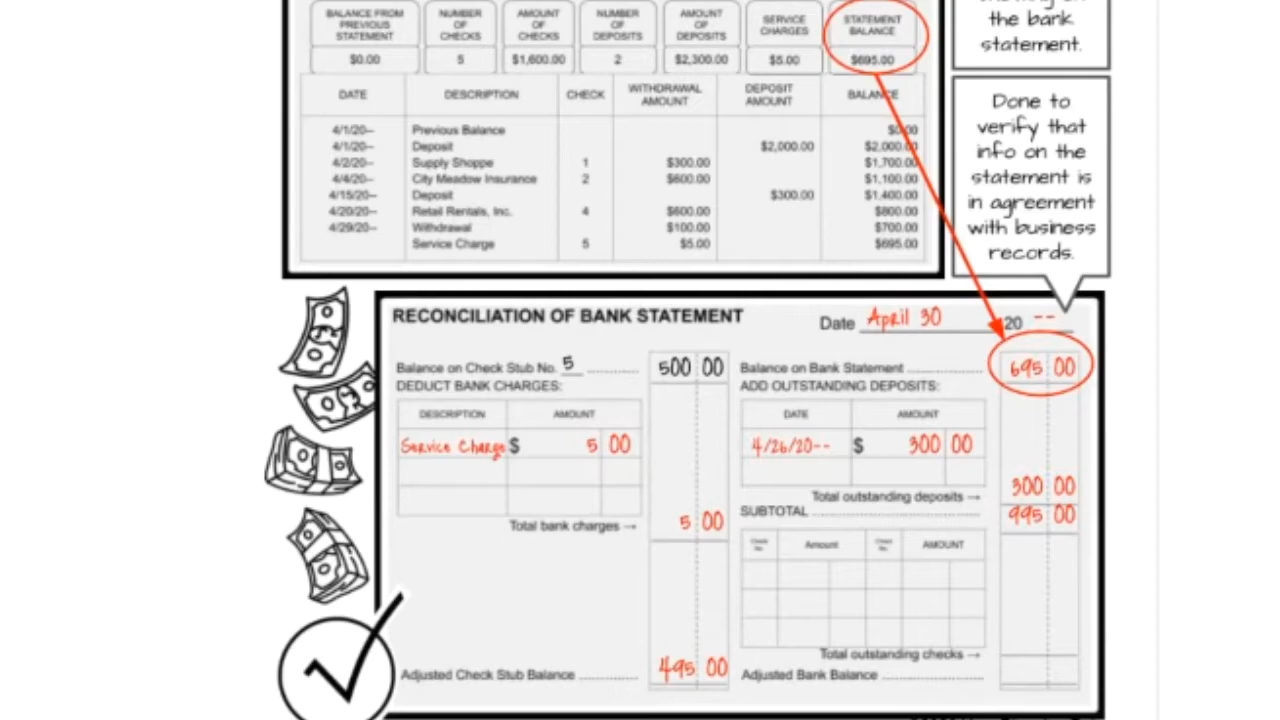 the bank
statement.
BALANCE FROM PREVIOUS STATEMENT NUMBER OF CHECKS AMOUNT OF CHECKS NUMBER OF DEPOSITS AMOUNT OF DEPOSITS SERVICE CHARGES STATEMENT BALANCE
$0.00 5 $1,600.00 2 $2,300.00 $5.00 $695.00
DATE DESCRIPTION CHECK WITHDRAWAL AMOUNT DEPOSIT AMOUNT BALANCE
4/1/20-- Previous Balance $0.00
4/1/20-- Deposit $2,000.00 $2,000.00
4/2/20-- Supply Shoppe 1 $300.00 $1,700.00
4/4/20-- City Meadow Insurance 2 $600.00 $1,100.00
4/15/20-- Deposit $300.00 $1,400.00
4/20/20-- Retail Rentals, Inc. 4 $600.00 $800.00
4/29/20-- Withdrawal $100.00 $700.00
Service Charge 5 $5.00 $695.00
Done to
verify that
info on the
statement is
in agreement
with business
records.
RECONCILIATION OF BANK STATEMENT
Date April 30 20 --
Balance on Check Stub No. 5 .......... 500 00
DEDUCT BANK CHARGES:
DESCRIPTION AMOUNT
Service Charge $ 5 00
Total bank charges → 5 00
Adjusted Check Stub Balance .......... 495 00
Balance on Bank Statement .......... 695 00
ADD OUTSTANDING DEPOSITS:
DATE AMOUNT
4/26/20-- $ 300 00
Total outstanding deposits → 300 00
SUBTOTAL .......... 995 00
Check No. Amount Check No. AMOUNT
Total outstanding checks →
Adjusted Bank Balance ..........